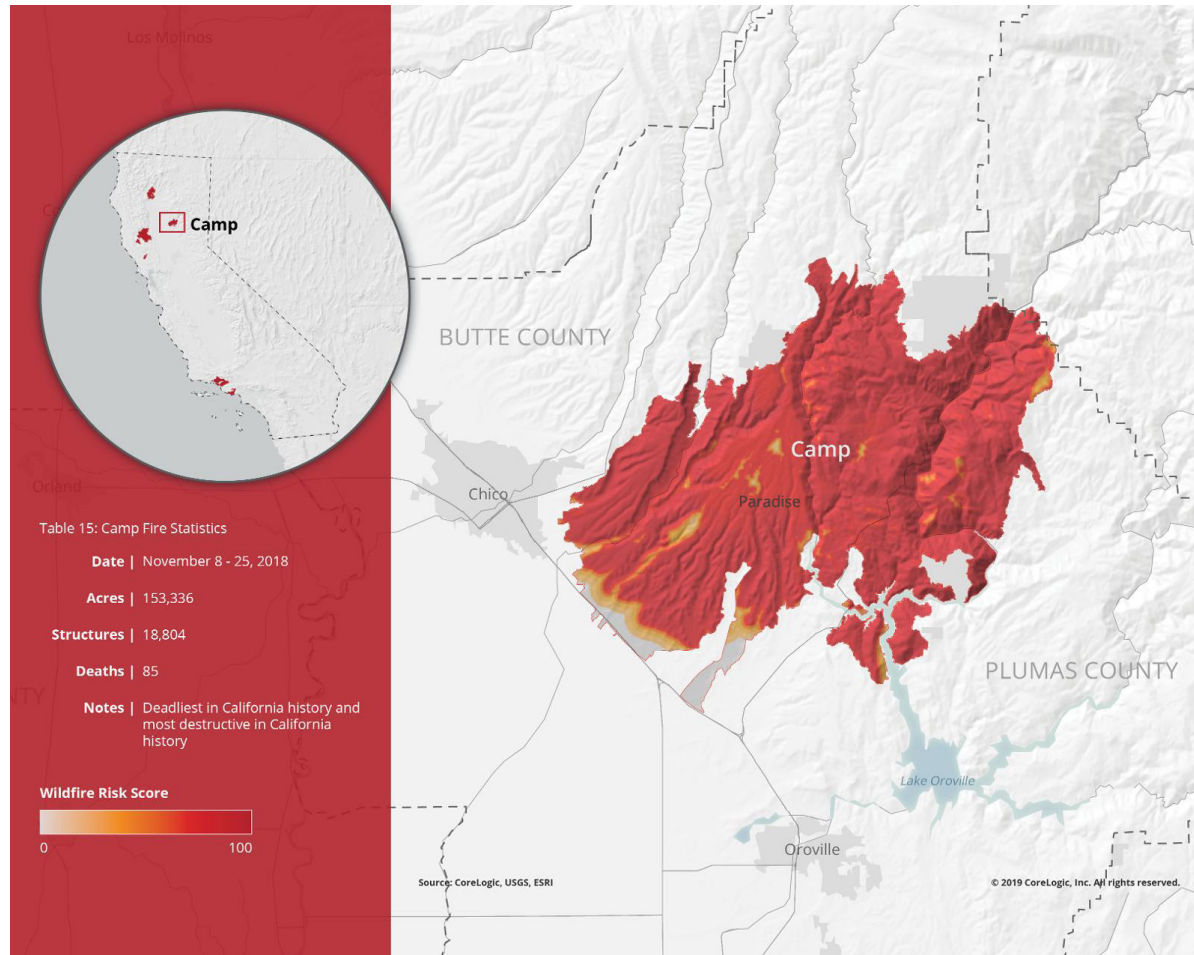 Los Molinos
Camp
Orland
Table 15: Camp Fire Statistics
Date | November 8 - 25, 2018
Acres | 153,336
Structures | 18,804
Deaths | 85
Notes | Deadliest in California history and
most destructive in California
history
Wildfire Risk Score
0 100
BUTTE COUNTY
Camp
Chico
Paradise
PLUMAS COUNTY
Lake Oroville
Oroville
Source: CoreLogic, USGS, ESRI
© 2019 CoreLogic, Inc. All rights reserved.